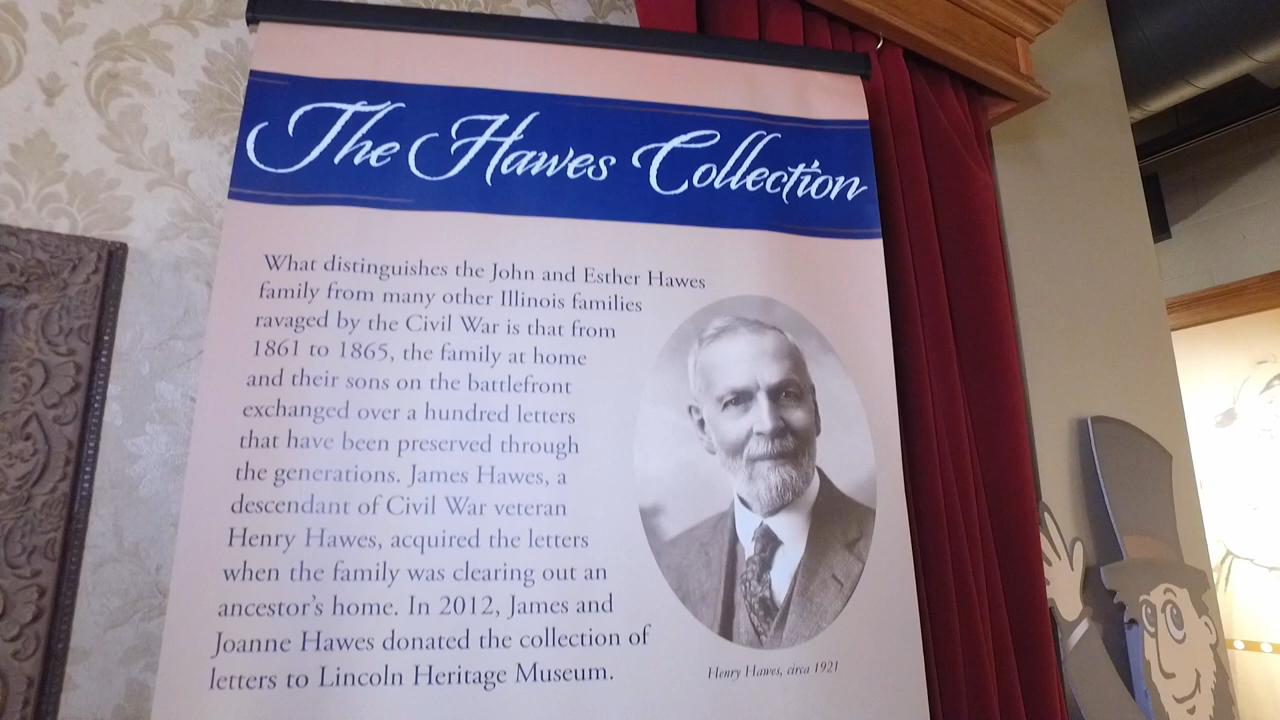 The Hawes Collection
What distinguishes the John and Esther Hawes
family from many other Illinois families
ravaged by the Civil War is that from
1861 to 1865, the family at home
and their sons on the battlefront
exchanged over a hundred letters
that have been preserved through
the generations. James Hawes, a
descendant of Civil War veteran
Henry Hawes, acquired the letters
when the family was clearing out an
ancestor's home. In 2012, James and
Joanne Hawes donated the collection of
letters to Lincoln Heritage Museum.
Henry Hawes, circa 1921